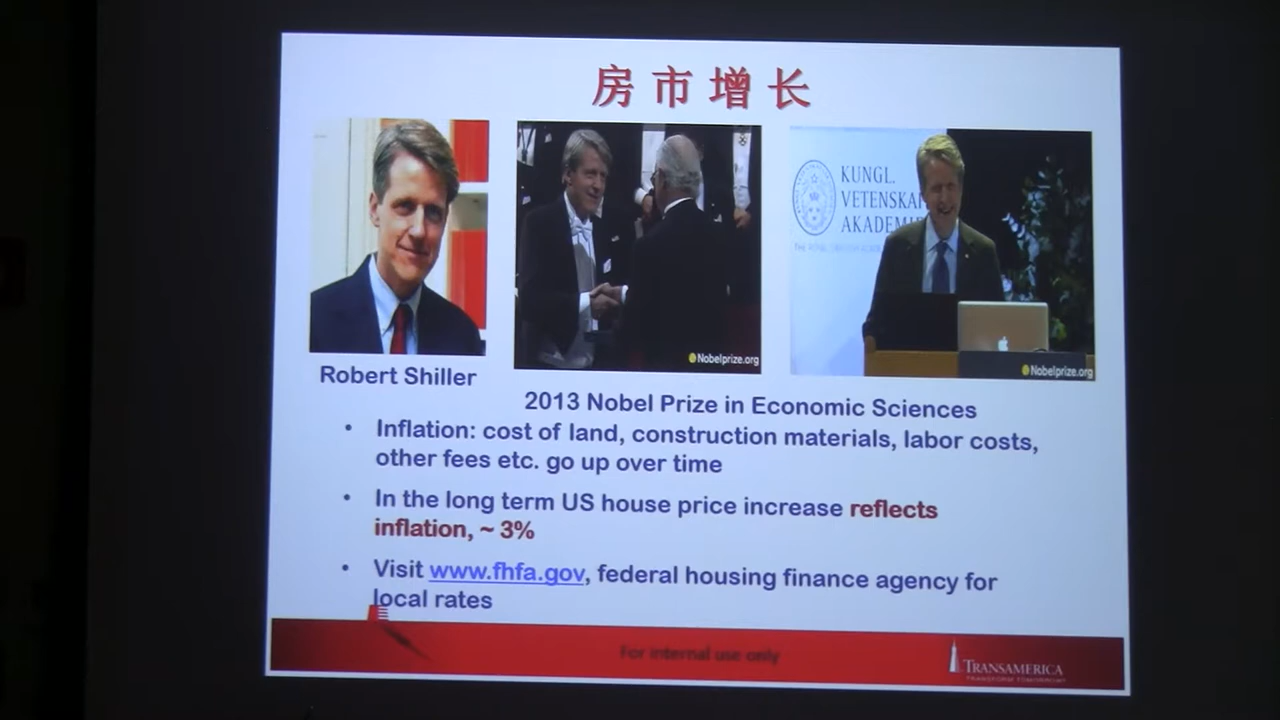 房市增长
KUNGL.
VETENSKA
AKADEMI
Nobelprize.org
Nobelprize.org
Robert Shiller
2013 Nobel Prize in Economic Sciences
• Inflation: cost of land, construction materials, labor costs,
other fees etc. go up over time
• In the long term US house price increase reflects
inflation, ~ 3%
• Visit www.fhfa.gov, federal housing finance agency for
local rates
For internal use only
TRANSAMERICA
TRANSFORM TOMORROW